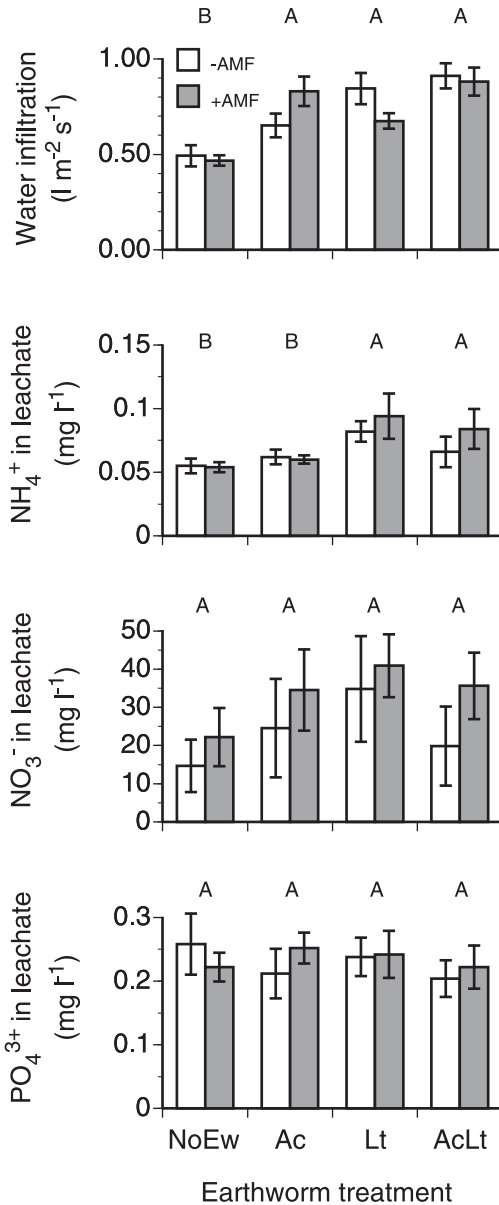 B A A A
Water infiltration
(l m-2 s-1)
1.00
0.50
0.00
-AMF
+AMF
B B A A
NH4+ in leachate
(mg l-1)
0.15
0.1
0.05
0
A A A A
NO3- in leachate
(mg l-1)
50
40
30
20
10
0
A A A A
PO43+ in leachate
(mg l-1)
0.3
0.2
0.1
0
NoEw Ac Lt AcLt
Earthworm treatment